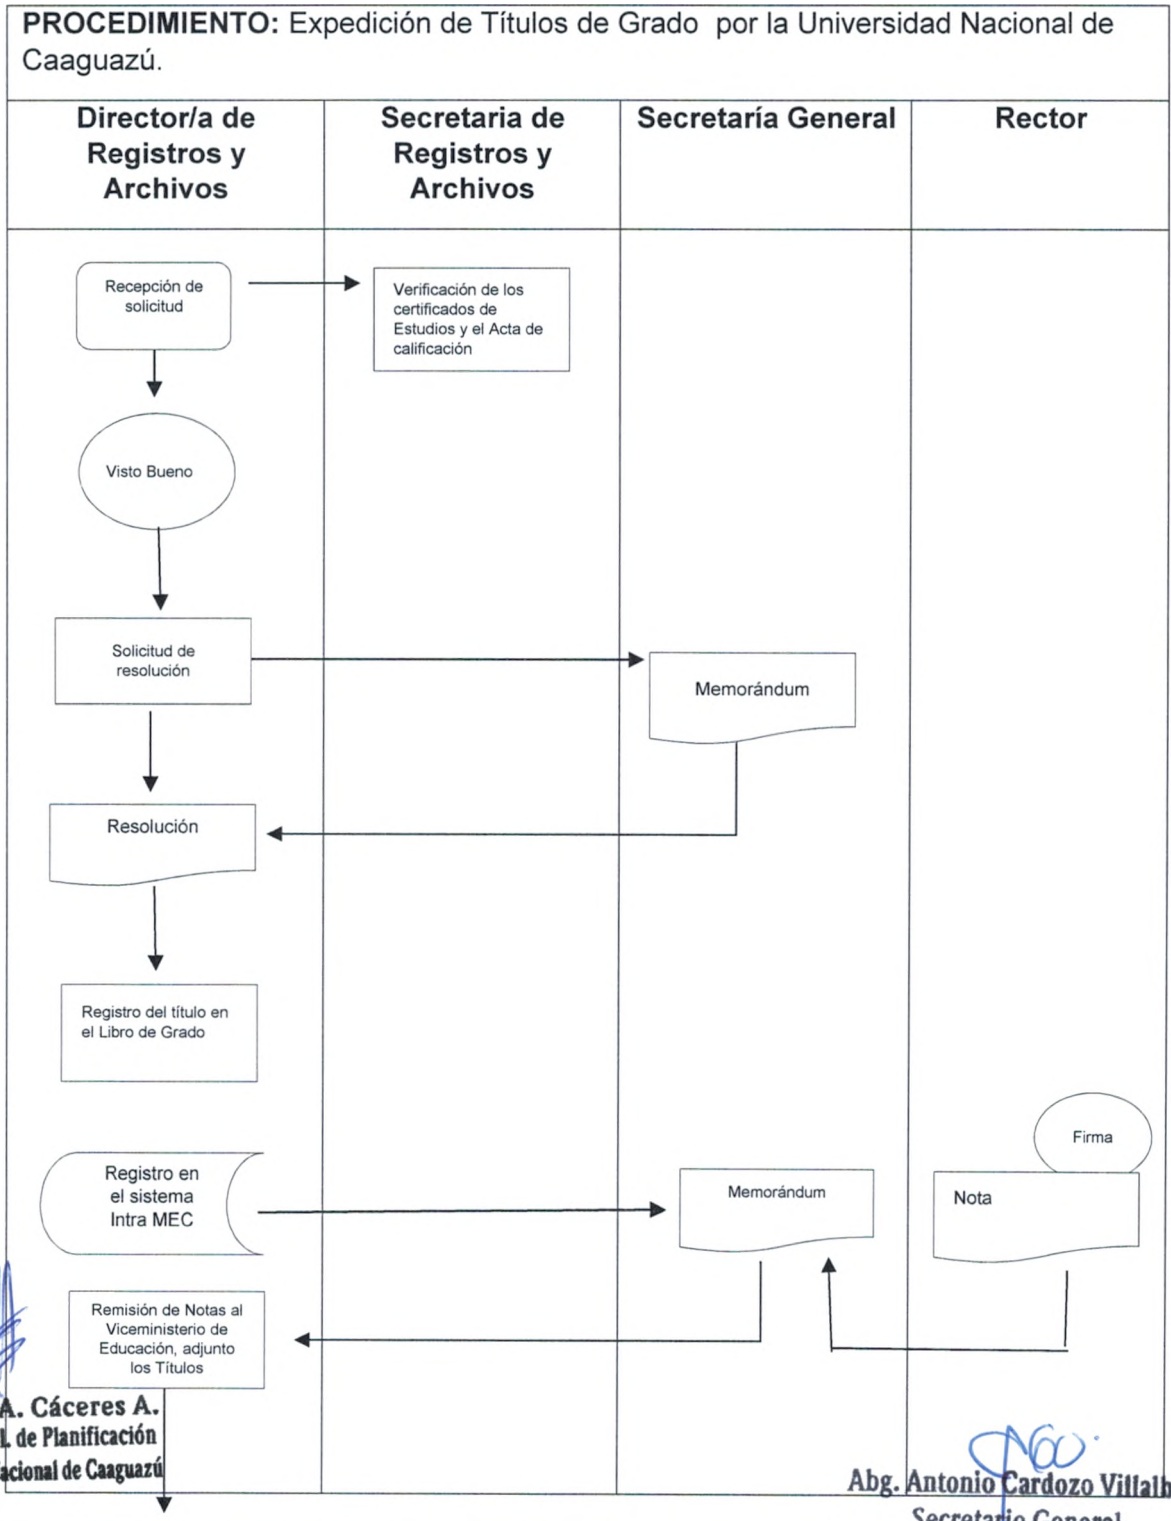 PROCEDIMIENTO: Expedición de Títulos de Grado por la Universidad Nacional de
Caaguazú.
Director/a de
Registros y
Archivos
Secretaria de
Registros y
Archivos
Secretaría General
Rector
Recepción de
solicitud
Verificación de los
certificados de
Estudios y el Acta de
calificación
Visto Bueno
Solicitud de
resolución
Memorándum
Resolución
Registro del título en
el Libro de Grado
Firma
Registro en
el sistema
Intra MEC
Memorándum
Nota
Remisión de Notas al
Viceministerio de
Educación, adjunto
los Títulos
A. Cáceres A.
de Planificación
acional de Caaguazú
Abg. Antonio Cardozo Villalb
Secretario General